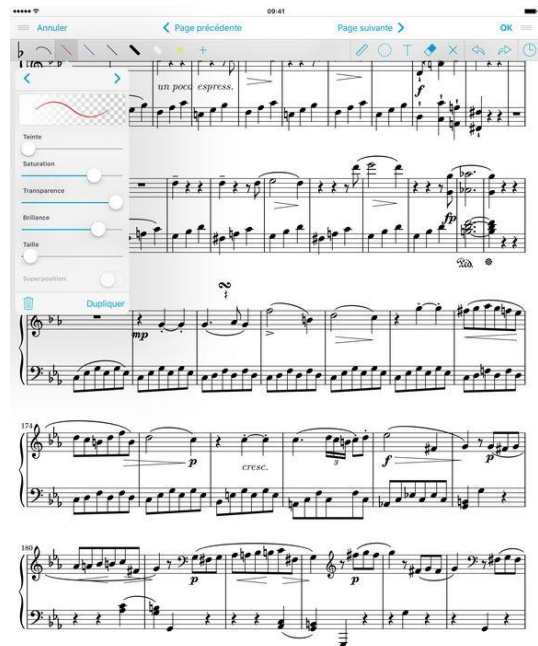 09:41
Annuler
Page précédente
Page suivante
OK
T
un poco espress.
f
Teinte
Saturation
Transparence
Brillance
Taille
Superposition
Dupliquer
fp
Ped.
mp
174
p
cresc.
3
f
p
180
p
p